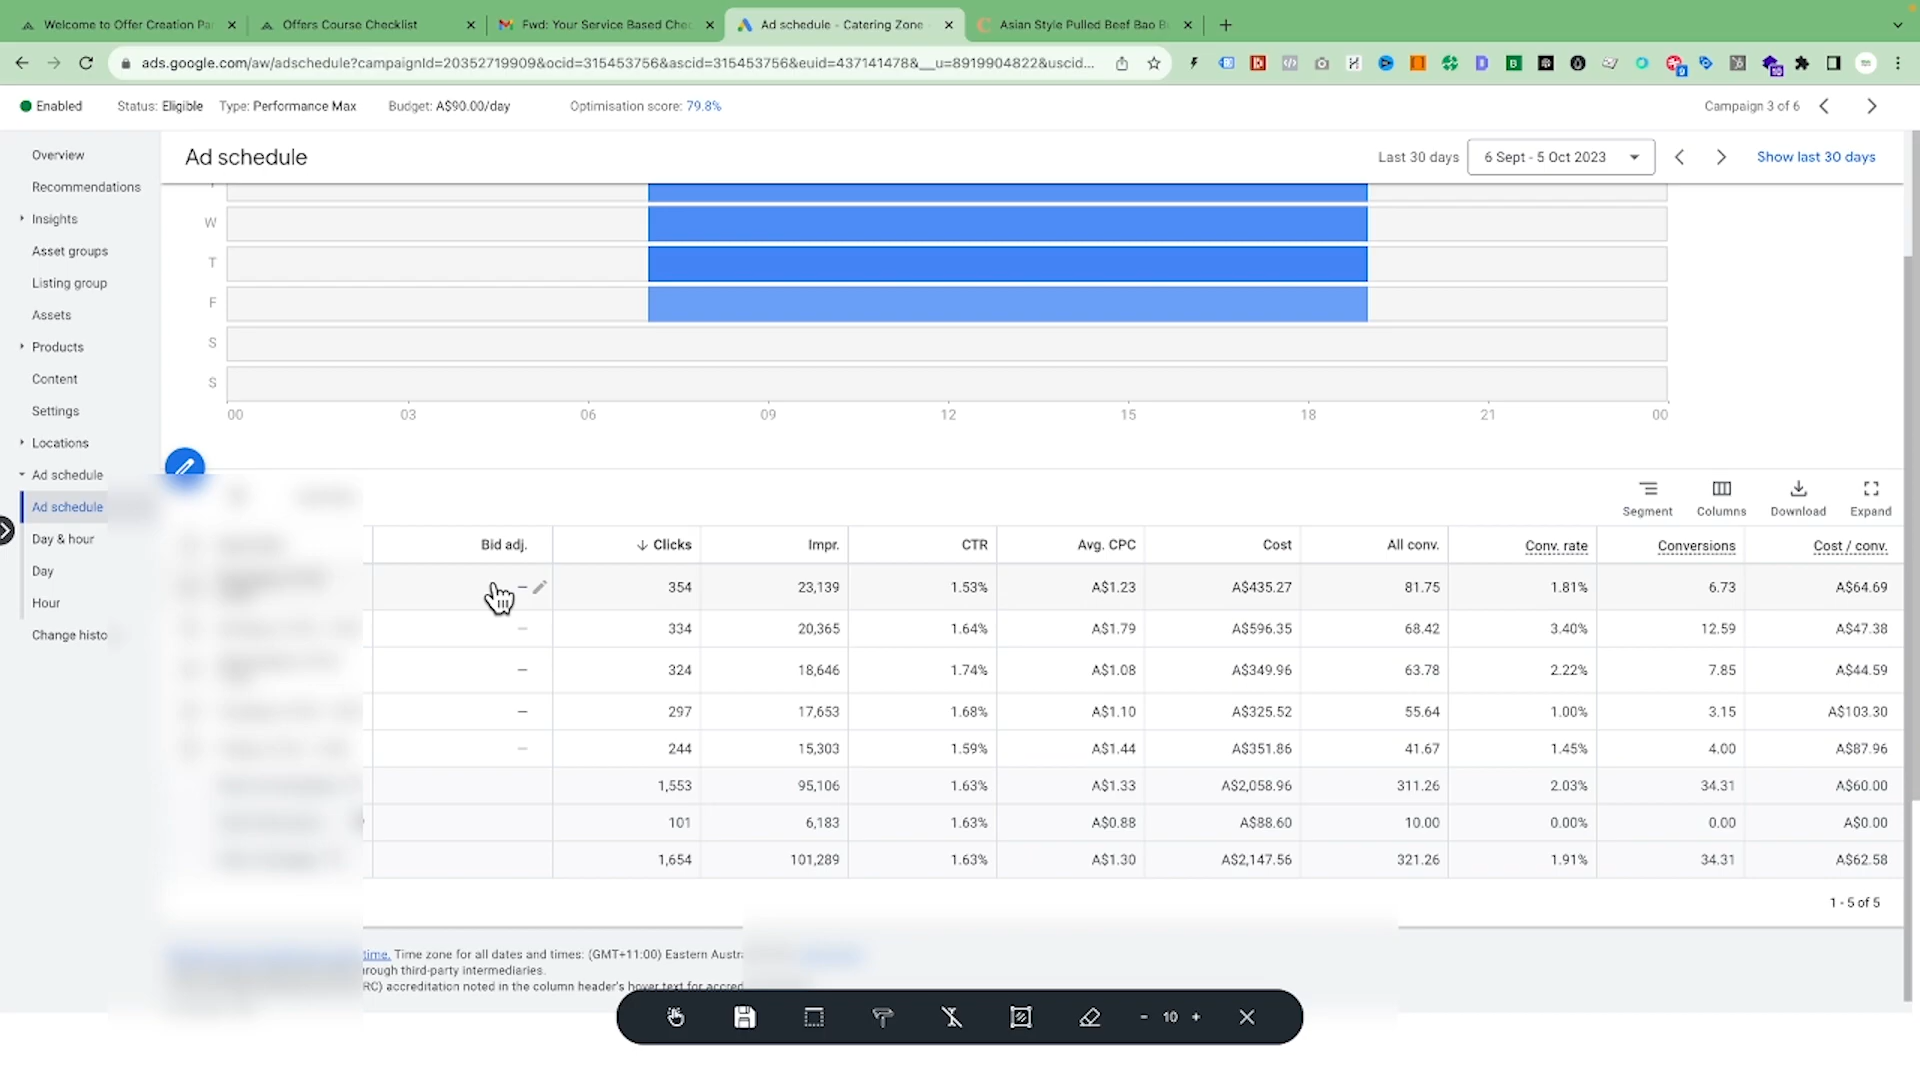 Welcome to Offer Creation Pa
Offers Course Checklist
Fwd: Your Service Based Chec
Ad schedule - Catering Zone
Asian Style Pulled Beef Bao B
ads.google.com/aw/adschedule?campaignId=20352719909&ocid=315453756&ascid=315453756&euid=437141478&__u=8919904822&uscid...
Enabled Status: Eligible Type: Performance Max Budget: A$90.00/day Optimisation score: 79.8% Campaign 3 of 6
Overview
Recommendations
Insights
Asset groups
Listing group
Assets
Products
Content
Settings
Locations
Ad schedule
Ad schedule
Day & hour
Day
Hour
Change histo
Ad schedule
Last 30 days 6 Sept - 5 Oct 2023 Show last 30 days
W
T
F
S
S
00 03 06 09 12 15 18 21 00
Segment Columns Download Expand
Bid adj. ↓ Clicks Impr. CTR Avg. CPC Cost All conv. Conv. rate Conversions Cost / conv.
– 354 23,139 1.53% A$1.23 A$435.27 81.75 1.81% 6.73 A$64.69
– 334 20,365 1.64% A$1.79 A$596.35 68.42 3.40% 12.59 A$47.38
– 324 18,646 1.74% A$1.08 A$349.96 63.78 2.22% 7.85 A$44.59
– 297 17,653 1.68% A$1.10 A$325.52 55.64 1.00% 3.15 A$103.30
– 244 15,303 1.59% A$1.44 A$351.86 41.67 1.45% 4.00 A$87.96
1,553 95,106 1.63% A$1.33 A$2,058.96 311.26 2.03% 34.31 A$60.00
101 6,183 1.63% A$0.88 A$88.60 10.00 0.00% 0.00 A$0.00
1,654 101,289 1.63% A$1.30 A$2,147.56 321.26 1.91% 34.31 A$62.58
1 - 5 of 5
time. Time zone for all dates and times: (GMT+11:00) Eastern Austra
rough third-party intermediaries.
RC) accreditation noted in the column header's hover text for accred
- 10 +